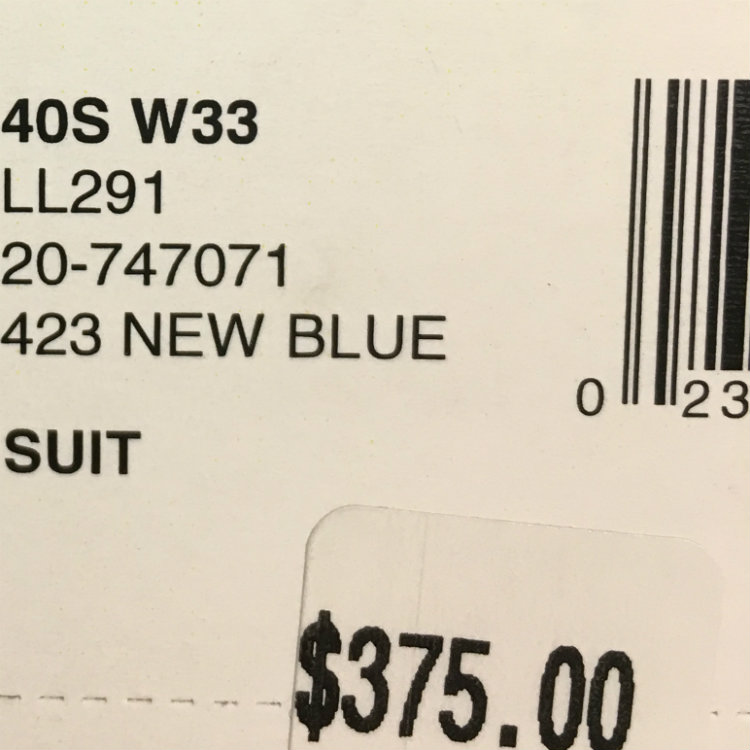 40S W33
LL291
20-747071
423 NEW BLUE
0 23
SUIT
$375.00